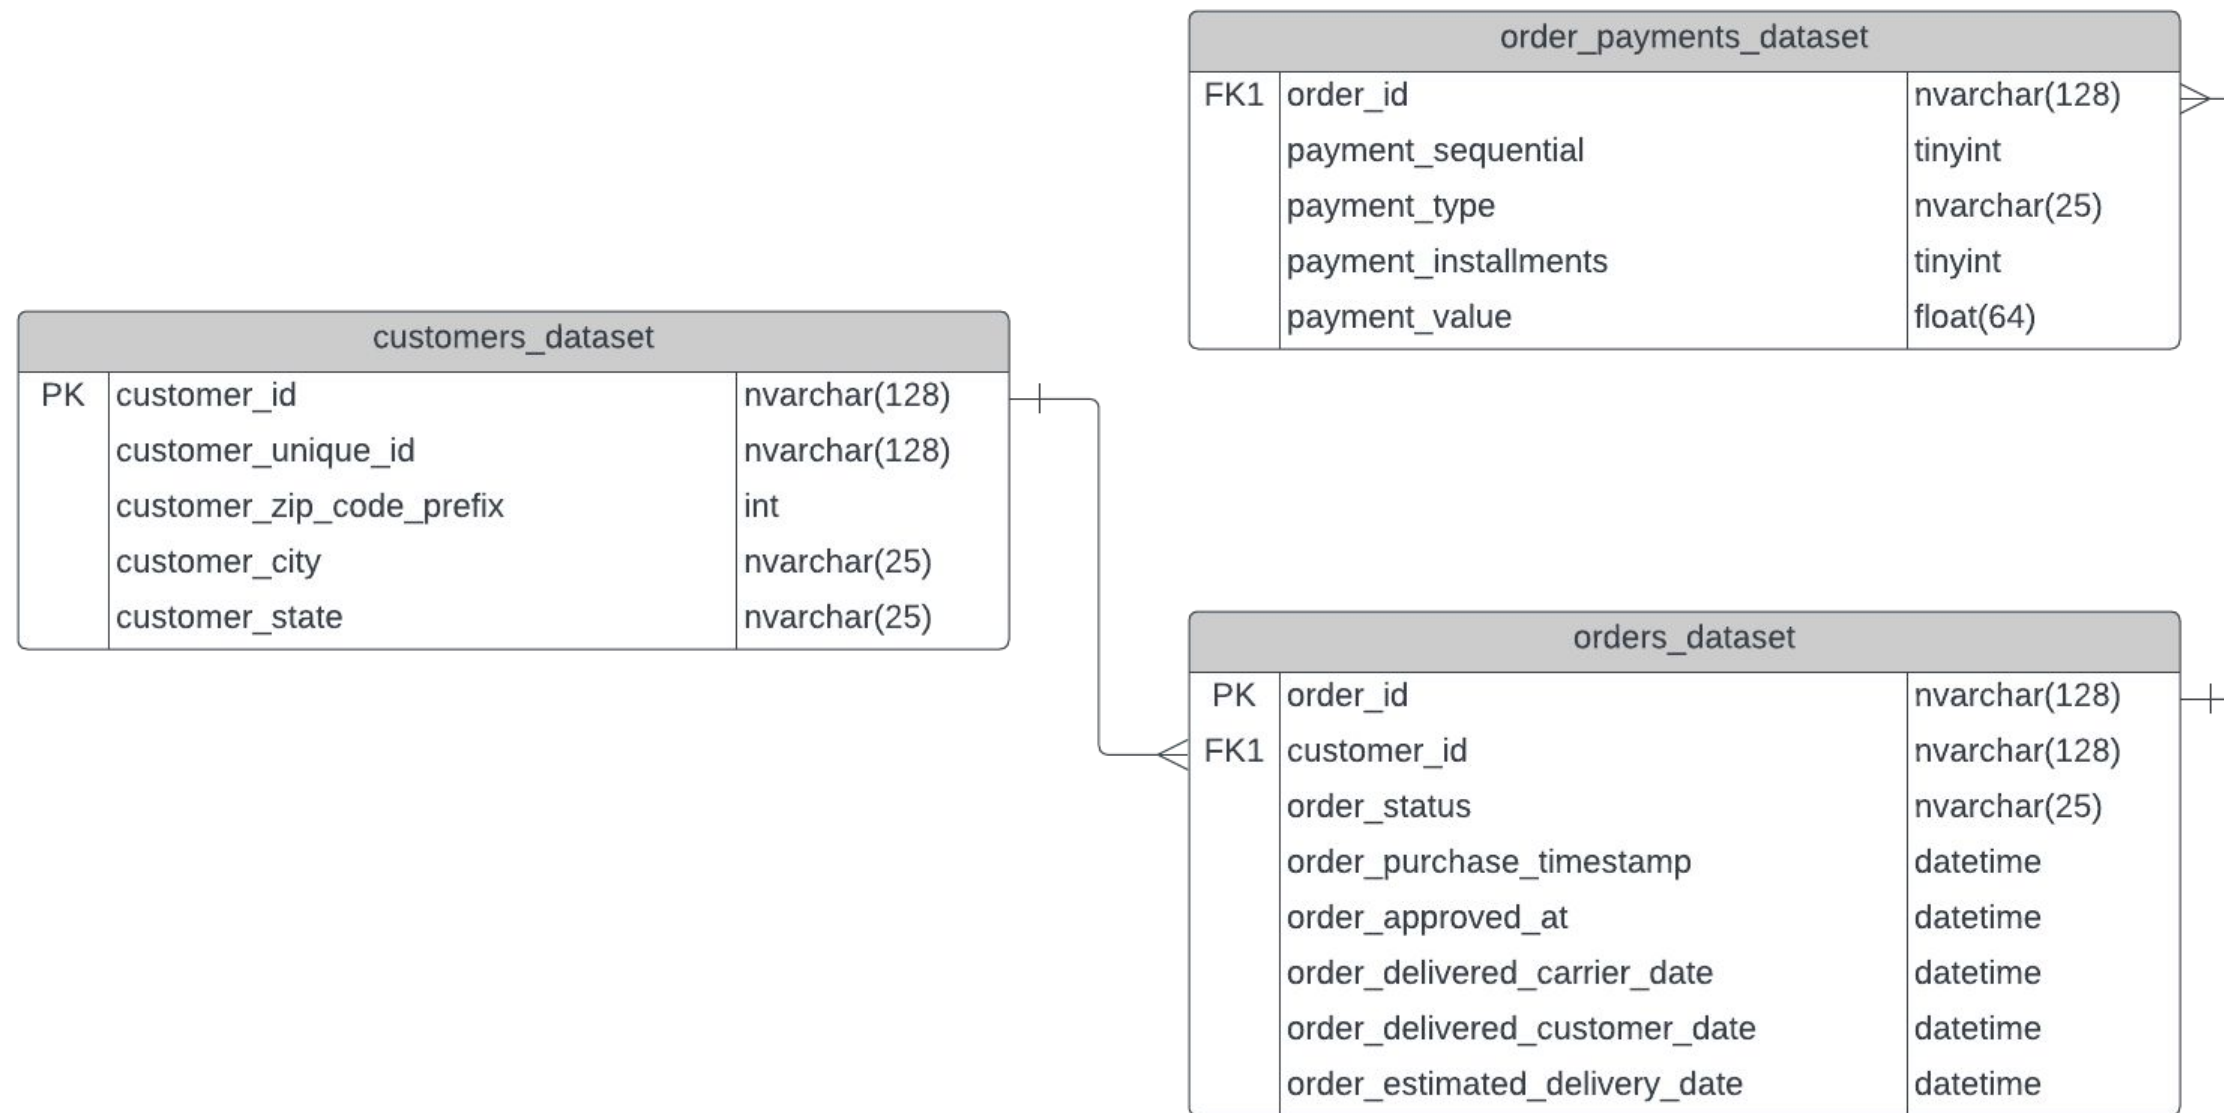 order_payments_dataset
FK1 order_id nvarchar(128)
payment_sequential tinyint
payment_type nvarchar(25)
payment_installments tinyint
payment_value float(64)
customers_dataset
PK customer_id nvarchar(128)
customer_unique_id nvarchar(128)
customer_zip_code_prefix int
customer_city nvarchar(25)
customer_state nvarchar(25)
orders_dataset
PK order_id nvarchar(128)
FK1 customer_id nvarchar(128)
order_status nvarchar(25)
order_purchase_timestamp datetime
order_approved_at datetime
order_delivered_carrier_date datetime
order_delivered_customer_date datetime
order_estimated_delivery_date datetime